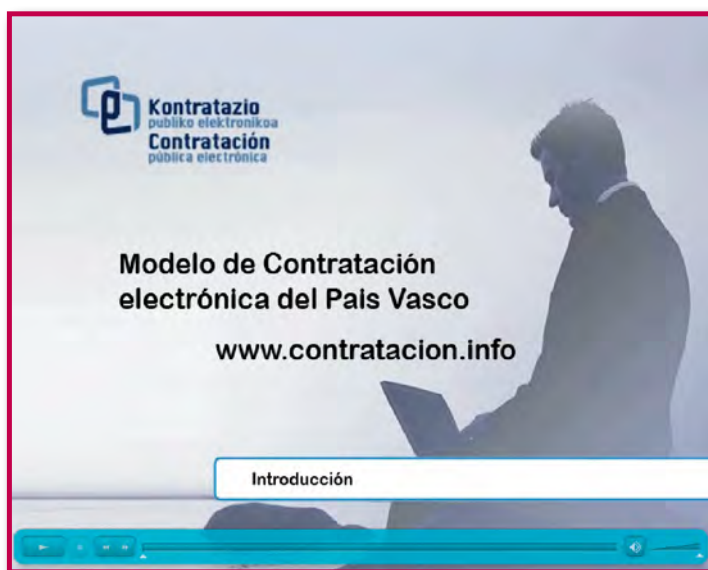 Kontratazio
publiko elektronikoa
Contratación
pública electrónica
Modelo de Contratación
electrónica del Pais Vasco
www.contratacion.info
Introducción